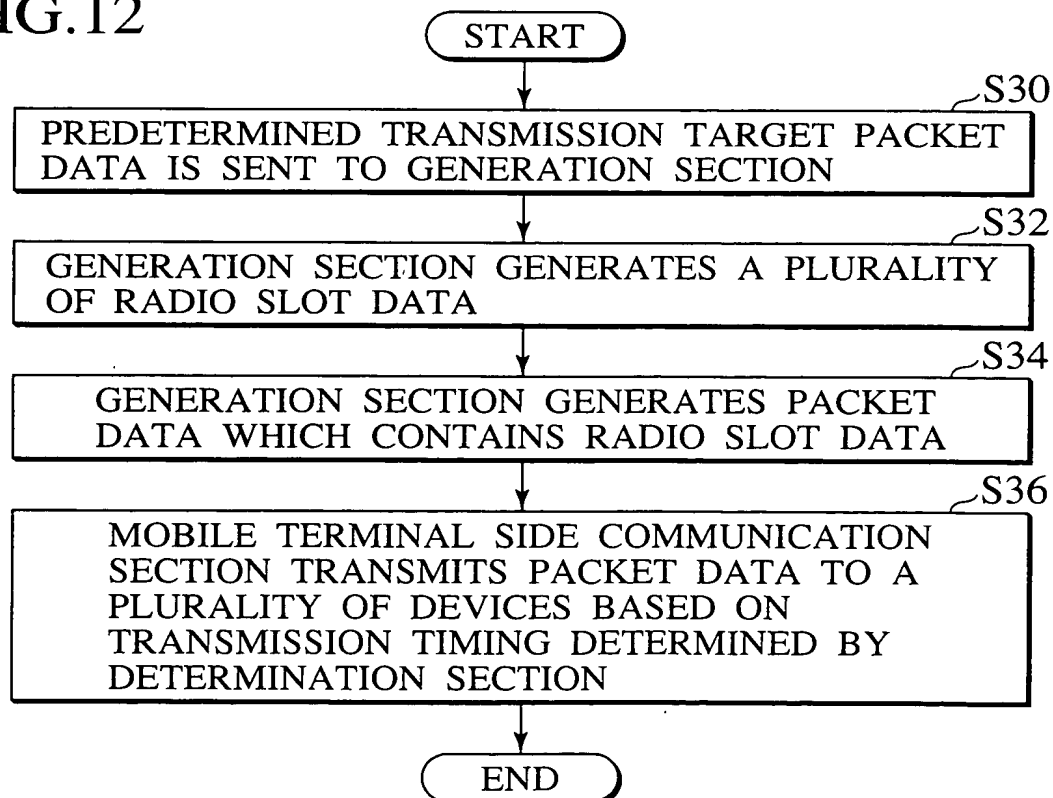 FIG.12
START
S30
PREDETERMINED TRANSMISSION TARGET PACKET
DATA IS SENT TO GENERATION SECTION
S32
GENERATION SECTION GENERATES A PLURALITY
OF RADIO SLOT DATA
S34
GENERATION SECTION GENERATES PACKET
DATA WHICH CONTAINS RADIO SLOT DATA
S36
MOBILE TERMINAL SIDE COMMUNICATION
SECTION TRANSMITS PACKET DATA TO A
PLURALITY OF DEVICES BASED ON
TRANSMISSION TIMING DETERMINED BY
DETERMINATION SECTION
END